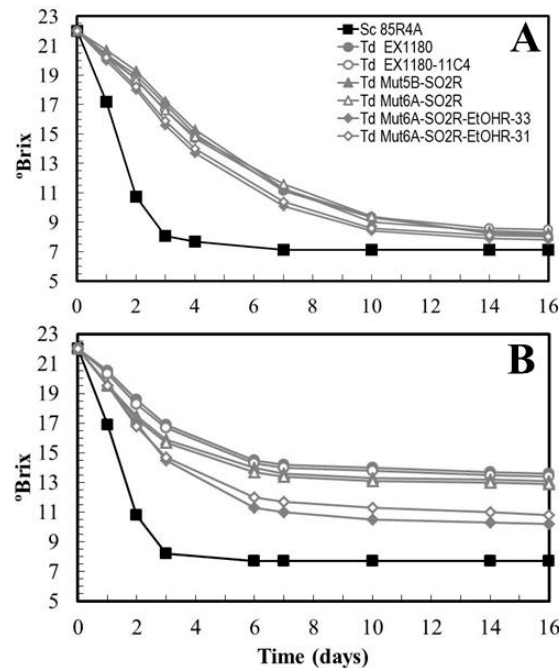 A
Sc 85R4A
Td EX1180
Td EX1180-11C4
Td Mut5B-SO2R
Td Mut6A-SO2R
Td Mut6A-SO2R-EtOHR-33
Td Mut6A-SO2R-EtOHR-31
ºBrix
23
21
19
17
15
13
11
9
7
5
0 2 4 6 8 10 12 14 16
B
ºBrix
23
21
19
17
15
13
11
9
7
5
0 2 4 6 8 10 12 14 16
Time (days)